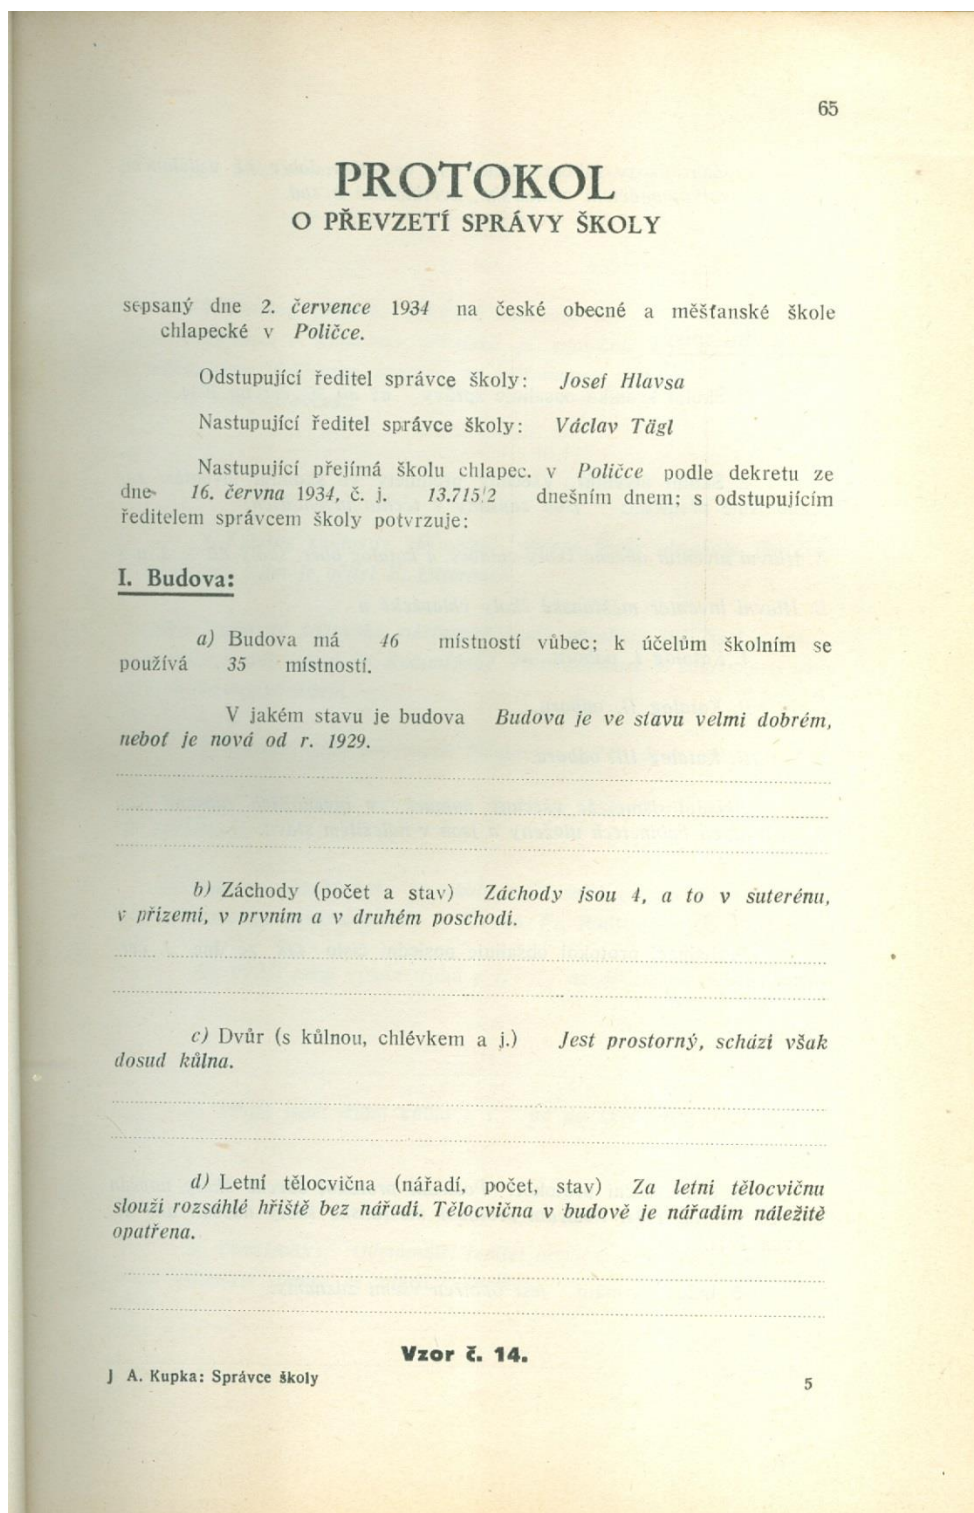 65
PROTOKOL
O PŘEVZETÍ SPRÁVY ŠKOLY
sepsaný dne 2. července 1934 na české obecné a měšťanské škole
chlapecké v Poličce.
Odstupující ředitel správce školy: Josef Hlavsa
Nastupující ředitel správce školy: Václav Tägl
Nastupující přejímá školu chlapec. v Poličce podle dekretu ze
dne 16. června 1934, č. j. 13.715/2 dnešním dnem; s odstupujícím
ředitelem správcem školy potvrzuje:
I. Budova:
a) Budova má 46 místností vůbec; k účelům školním se
používá 35 místností.
V jakém stavu je budova Budova je ve stavu velmi dobrém,
neboť je nová od r. 1929.
b) Záchody (počet a stav) Záchody jsou 4, a to v suterénu,
v přízemí, v prvním a v druhém poschodí.
c) Dvůr (s kůlnou, chlévkem a j.) Jest prostorný, schází však
dosud kůlna.
d) Letní tělocvična (nářadí, počet, stav) Za letní tělocvičnu
slouží rozsáhlé hřiště bez nářadí. Tělocvična v budově je nářadím náležitě
opatřena.
Vzor č. 14.
J A. Kupka: Správce školy
5